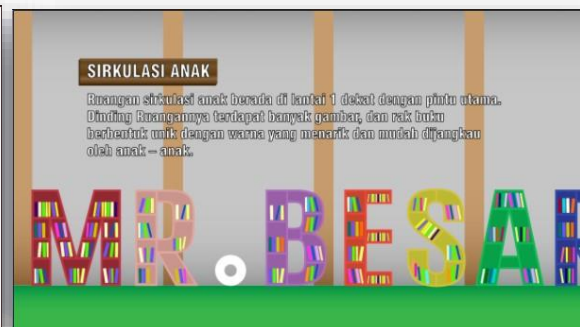 SIRKULASI ANAK
Ruangan sirkulasi anak berada di lantai 1 dekat dengan pintu utama.
Dinding Ruangannya terdapat banyak gambar, dan rak buku
berbentuk unik dengan warna yang menarik dan mudah dijangkau
oleh anak – anak.
MR.BESAR